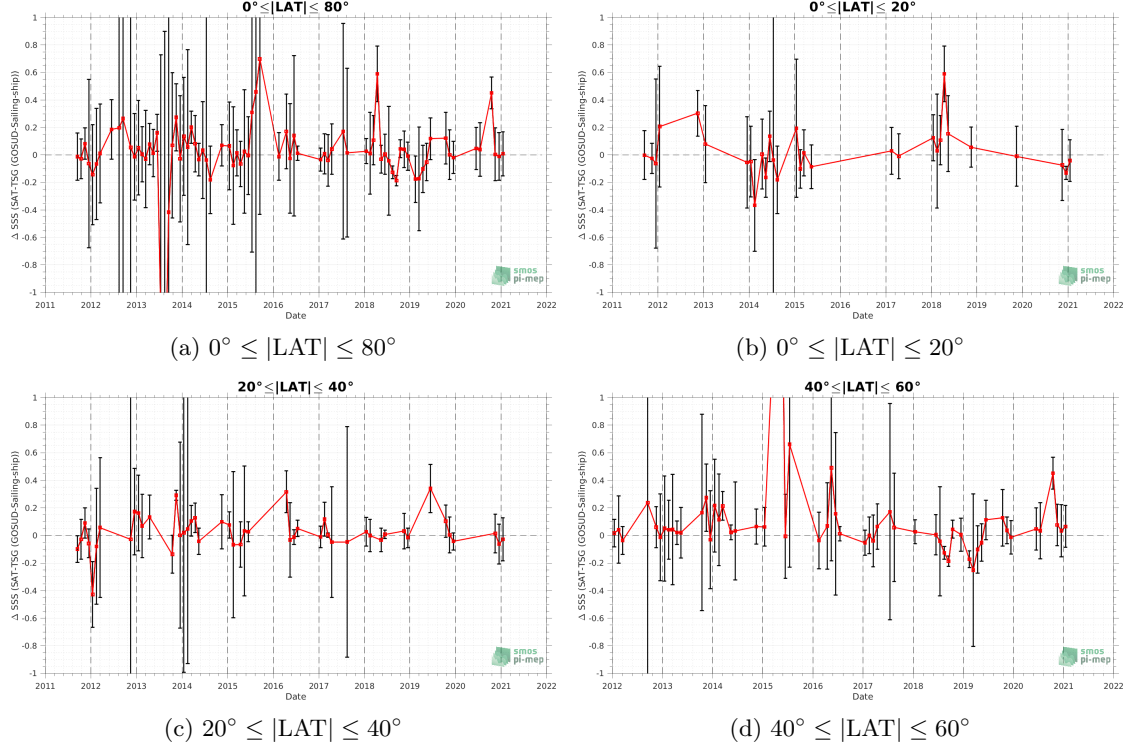 0°≤|LAT|≤ 80°
Δ SSS (SAT-TSG (GOSUD-Sailing-ship))
1
0.8
0.6
0.4
0.2
0
-0.2
-0.4
-0.6
-0.8
-1
2011 2012 2013 2014 2015 2016 2017 2018 2019 2020 2021 2022
Date
smos
pi-mep
(a) 0° ≤ |LAT| ≤ 80°
0°≤|LAT|≤ 20°
Δ SSS (SAT-TSG (GOSUD-Sailing-ship))
1
0.8
0.6
0.4
0.2
0
-0.2
-0.4
-0.6
-0.8
-1
2011 2012 2013 2014 2015 2016 2017 2018 2019 2020 2021 2022
Date
smos
pi-mep
(b) 0° ≤ |LAT| ≤ 20°
20°≤|LAT|≤ 40°
Δ SSS (SAT-TSG (GOSUD-Sailing-ship))
1
0.8
0.6
0.4
0.2
0
-0.2
-0.4
-0.6
-0.8
-1
2011 2012 2013 2014 2015 2016 2017 2018 2019 2020 2021 2022
Date
smos
pi-mep
(c) 20° ≤ |LAT| ≤ 40°
40°≤|LAT|≤ 60°
Δ SSS (SAT-TSG (GOSUD-Sailing-ship))
1
0.8
0.6
0.4
0.2
0
-0.2
-0.4
-0.6
-0.8
-1
2012 2013 2014 2015 2016 2017 2018 2019 2020 2021 2022
Date
smos
pi-mep
(d) 40° ≤ |LAT| ≤ 60°